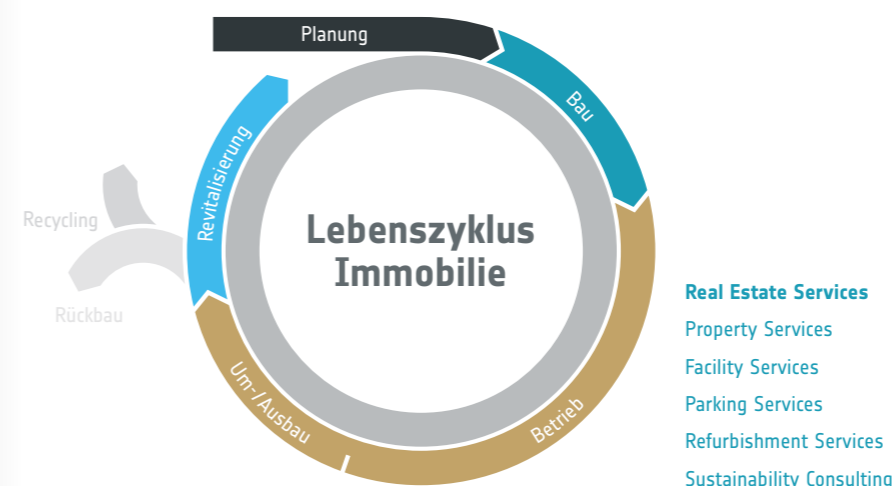 Planung
Bau
Revitalisierung
Recycling
Rückbau
Lebenszyklus
Immobilie
Um-/Ausbau
Betrieb
Real Estate Services
Property Services
Facility Services
Parking Services
Refurbishment Services
Sustainability Consulting